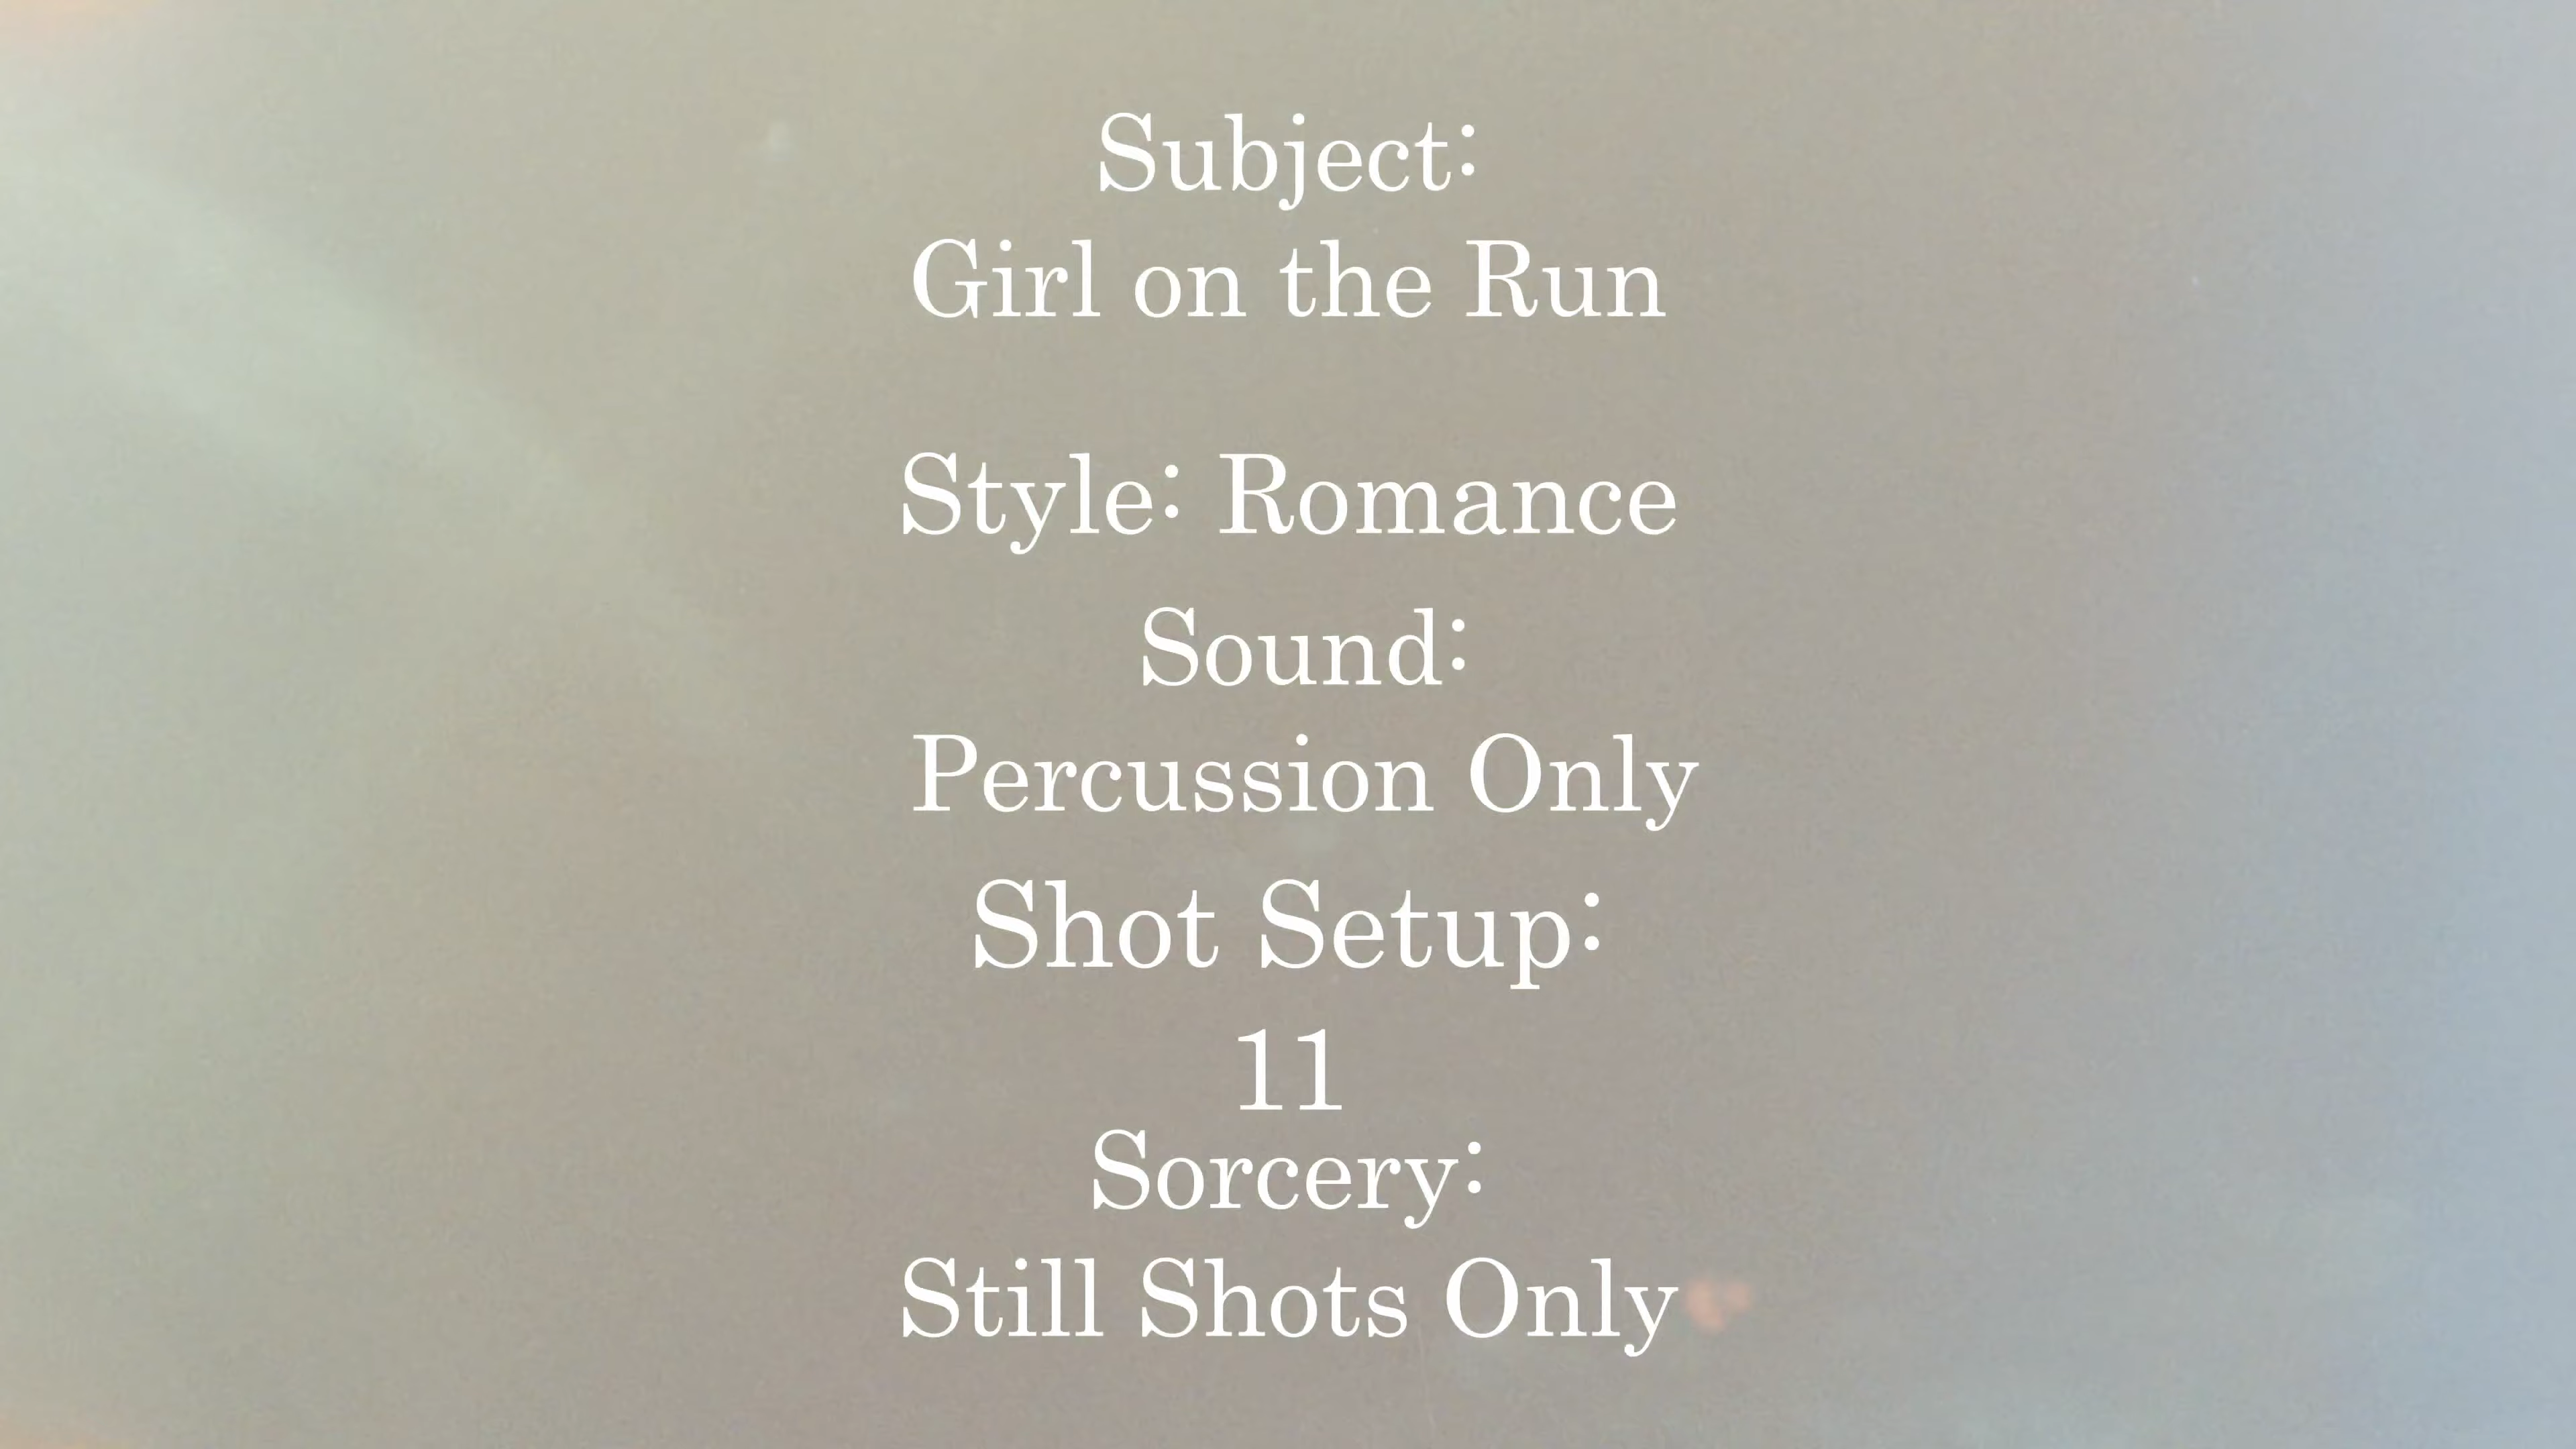 Subject:
Girl on the Run
Style: Romance
Sound:
Percussion Only
Shot Setup:
11
Sorcery:
Still Shots Only